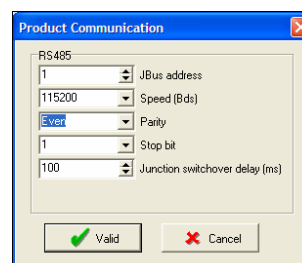 Product Communication
RS485
1 JBus address
115200 Speed (Bds)
Even Parity
1 Stop bit
100 Junction switchover delay (ms)
Valid Cancel